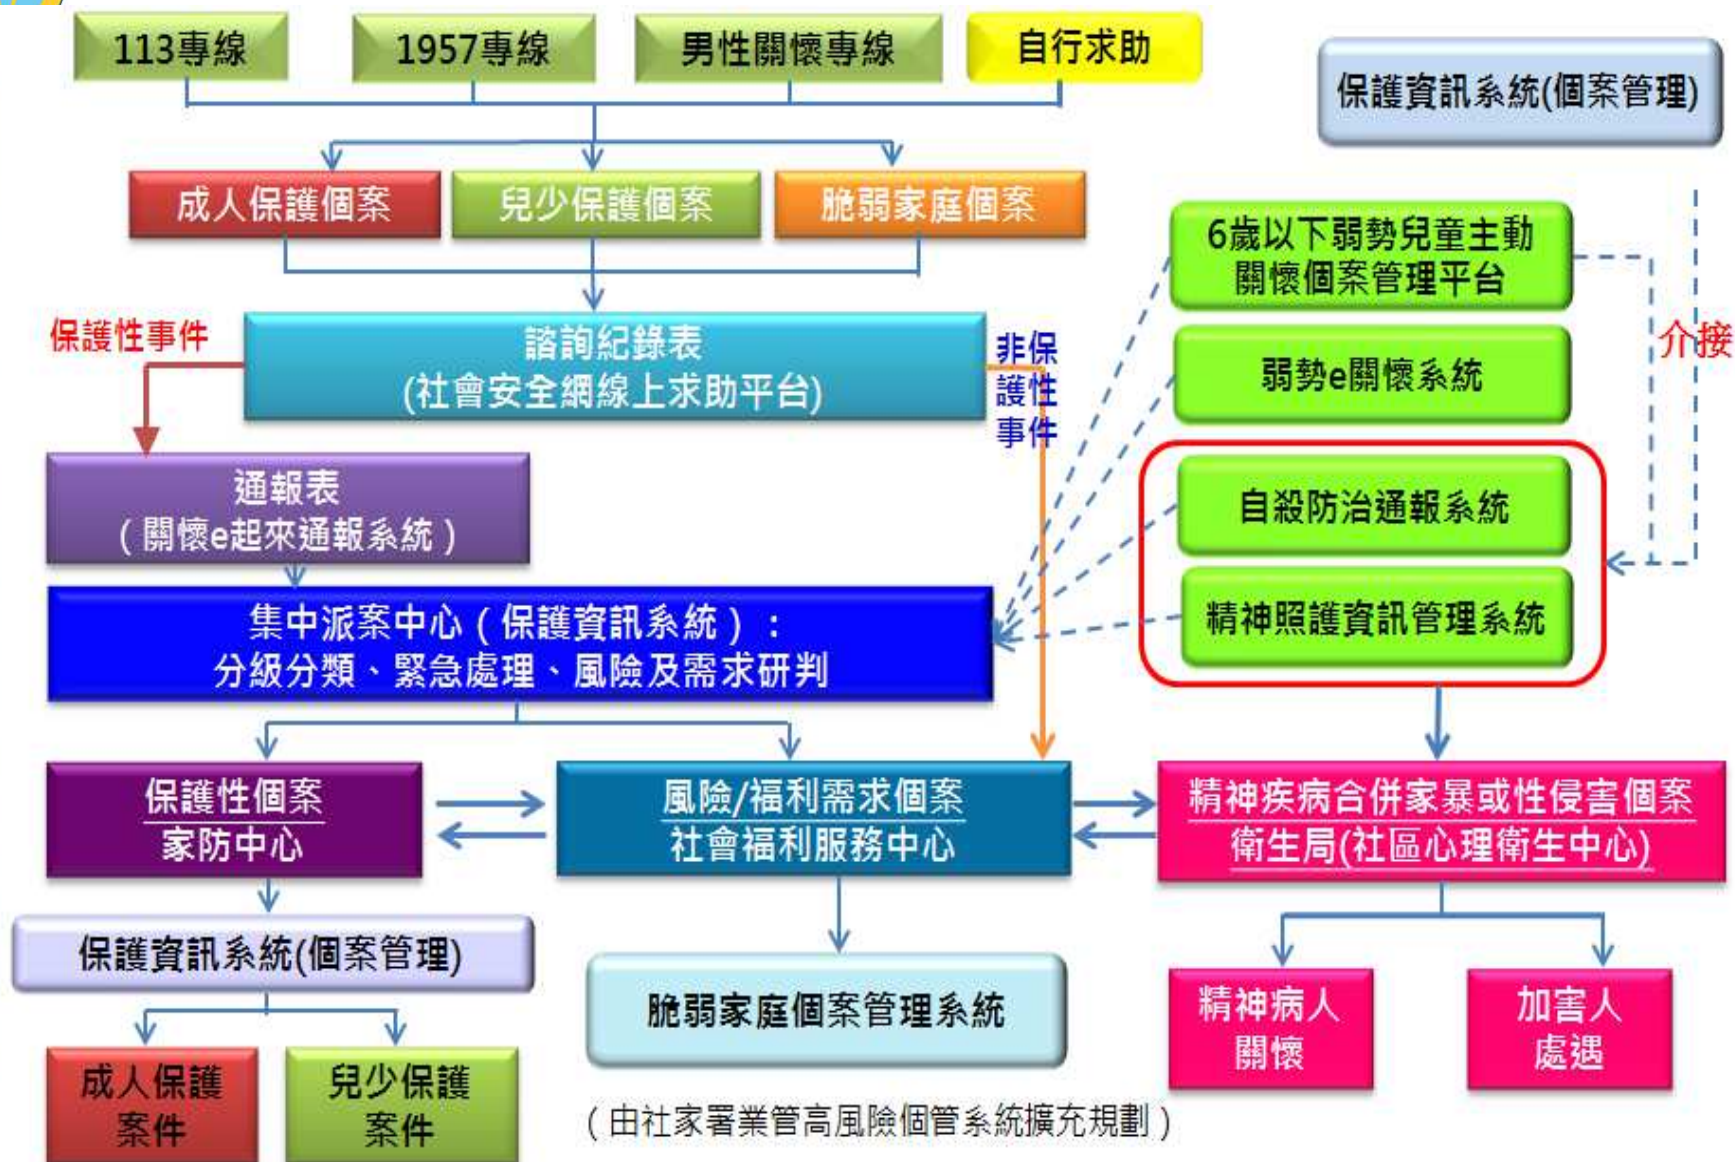 113專線
1957專線
男性關懷專線
自行求助
保護資訊系統(個案管理)
成人保護個案
兒少保護個案
脆弱家庭個案
6歲以下弱勢兒童主動
關懷個案管理平台
保護性事件
諮詢紀錄表
(社會安全網線上求助平台)
非保
護性
事件
弱勢e關懷系統
介接
通報表
（關懷e起來通報系統）
自殺防治通報系統
集中派案中心（保護資訊系統）：
分級分類、緊急處理、風險及需求研判
精神照護資訊管理系統
保護性個案
家防中心
風險/福利需求個案
社會福利服務中心
精神疾病合併家暴或性侵害個案
衛生局(社區心理衛生中心)
保護資訊系統(個案管理)
脆弱家庭個案管理系統
精神病人
關懷
加害人
處遇
成人保護
案件
兒少保護
案件
（由社家署業管高風險個管系統擴充規劃）